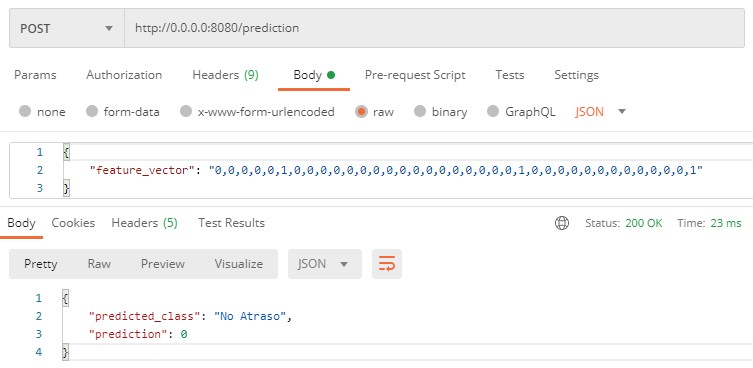 POST http://0.0.0.0:8080/prediction
Params Authorization Headers (9) Body Pre-request Script Tests Settings
none form-data x-www-form-urlencoded raw binary GraphQL JSON
1 {
2 "feature_vector": "0,0,0,0,0,1,0,0,0,0,0,0,0,0,0,0,0,0,0,0,0,0,0,1,0,0,0,0,0,0,0,0,0,0,0,0,1"
3 }
Body Cookies Headers (5) Test Results Status: 200 OK Time: 23 ms
Pretty Raw Preview Visualize JSON
1 {
2 "predicted_class": "No Atraso",
3 "prediction": 0
4 }